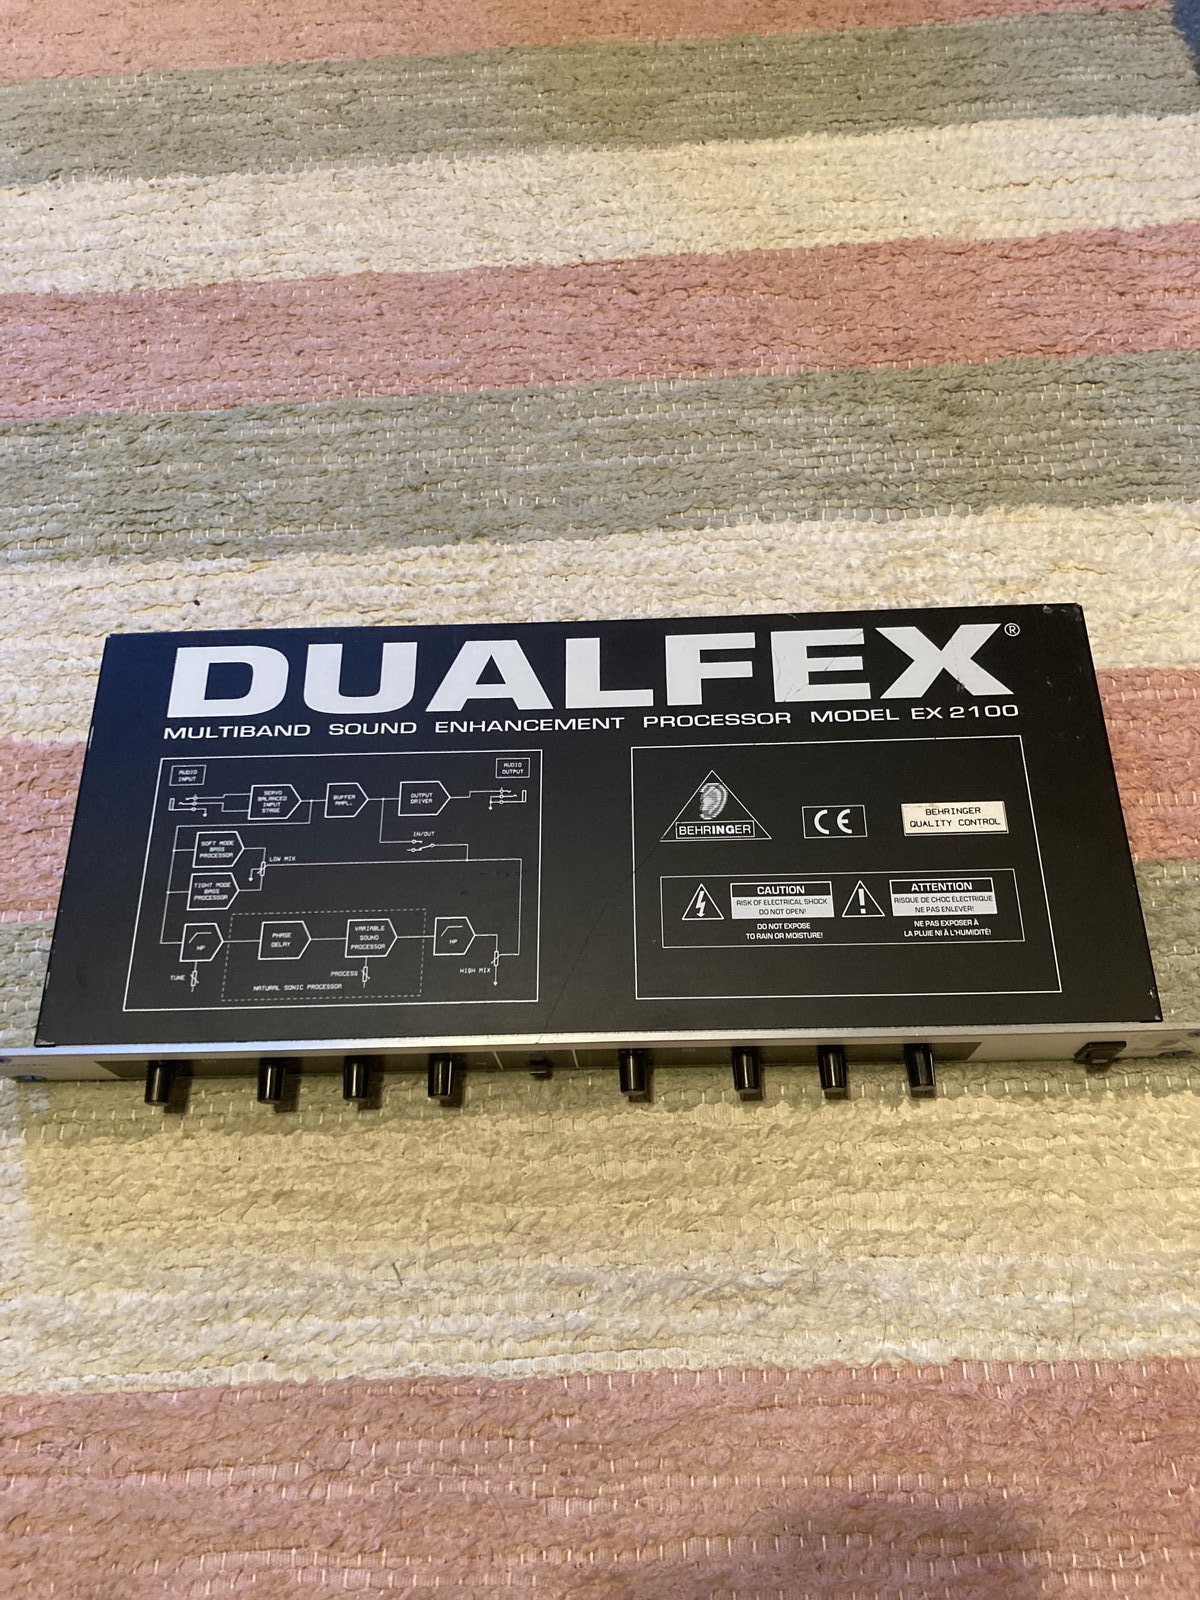 DUALFEX®
MULTIBAND SOUND ENHANCEMENT PROCESSOR MODEL EX 2100
AUDIO
INPUT
AUDIO
OUTPUT
SERVO
BALANCED
INPUT
STAGE
BUFFER
AMPL.
OUTPUT
DRIVER
IN/OUT
SOFT MODE
BASS
PROCESSOR
LOW MIX
TIGHT MODE
BASS
PROCESSOR
HP
PHASE
DELAY
VARIABLE
SOUND
PROCESSOR
HP
TUNE
PROCESS
HIGH MIX
NATURAL SONIC PROCESSOR
BEHRINGER
CE
BEHRINGER
QUALITY CONTROL
CAUTION
RISK OF ELECTRICAL SHOCK
DO NOT OPEN!
DO NOT EXPOSE
TO RAIN OR MOISTURE!
ATTENTION
RISQUE DE CHOC ÉLECTRIQUE
NE PAS ENLEVER!
NE PAS EXPOSER À
LA PLUIE NI À L'HUMIDITÉ!